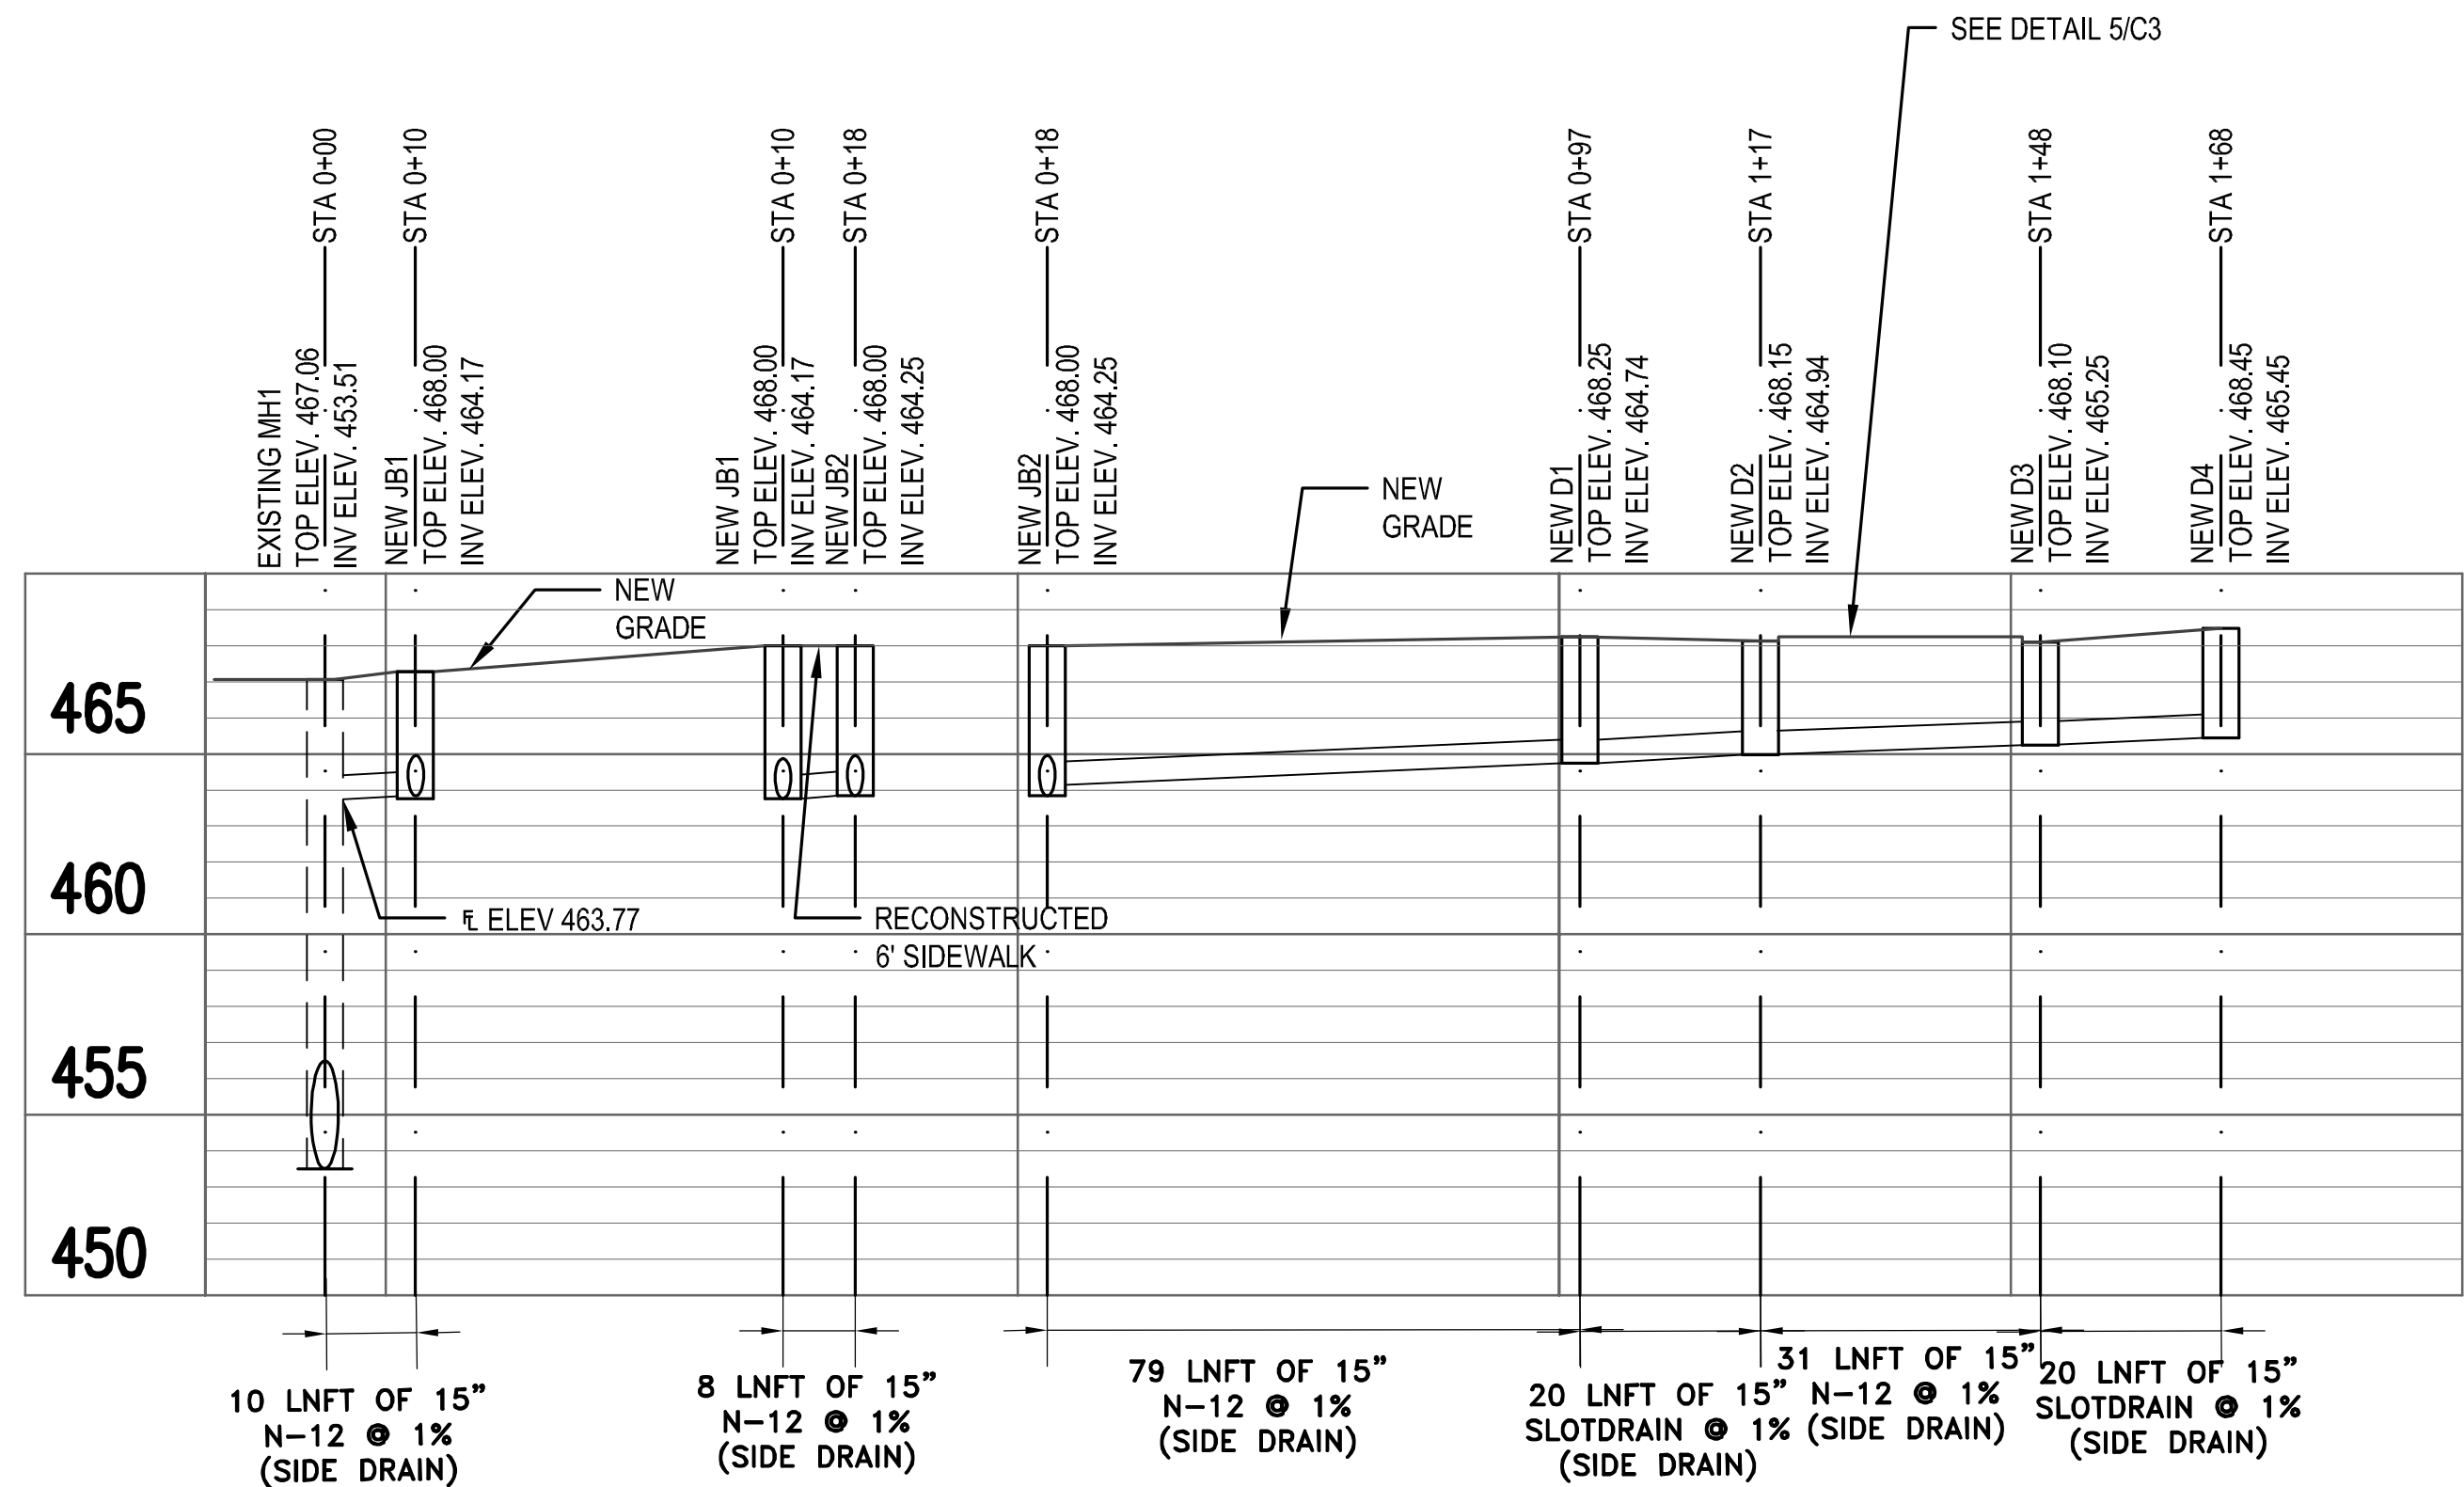 SEE DETAIL 5/C3
STA 0+00
STA 0+10
STA 0+10
STA 0+18
STA 0+18
STA 0+97
STA 1+17
STA 1+48
STA 1+68
EXISTING MH1
TOP ELEV. 467.06
INV ELEV. 453.51
NEW JB1
TOP ELEV. 468.00
INV ELEV. 464.17
NEW JB1
TOP ELEV. 468.00
INV ELEV. 464.17
NEW JB2
TOP ELEV. 468.00
INV ELEV. 464.25
NEW JB2
TOP ELEV. 468.00
INV ELEV. 464.25
NEW D1
TOP ELEV. 468.25
INV ELEV. 464.74
NEW D2
TOP ELEV. 468.15
INV ELEV. 464.94
NEW D3
TOP ELEV. 468.10
INV ELEV. 465.25
NEW D4
TOP ELEV. 468.45
INV ELEV. 465.45
NEW
GRADE
NEW
GRADE
465
460
455
450
FL ELEV 463.77
RECONSTRUCTED
6' SIDEWALK
10 LNFT OF 15”
N-12 @ 1%
(SIDE DRAIN)
8 LNFT OF 15”
N-12 @ 1%
(SIDE DRAIN)
79 LNFT OF 15”
N-12 @ 1%
(SIDE DRAIN)
20 LNFT OF 15”
SLOTDRAIN @ 1%
(SIDE DRAIN)
31 LNFT OF 15”
N-12 @ 1%
(SIDE DRAIN)
20 LNFT OF 15”
SLOTDRAIN @ 1%
(SIDE DRAIN)